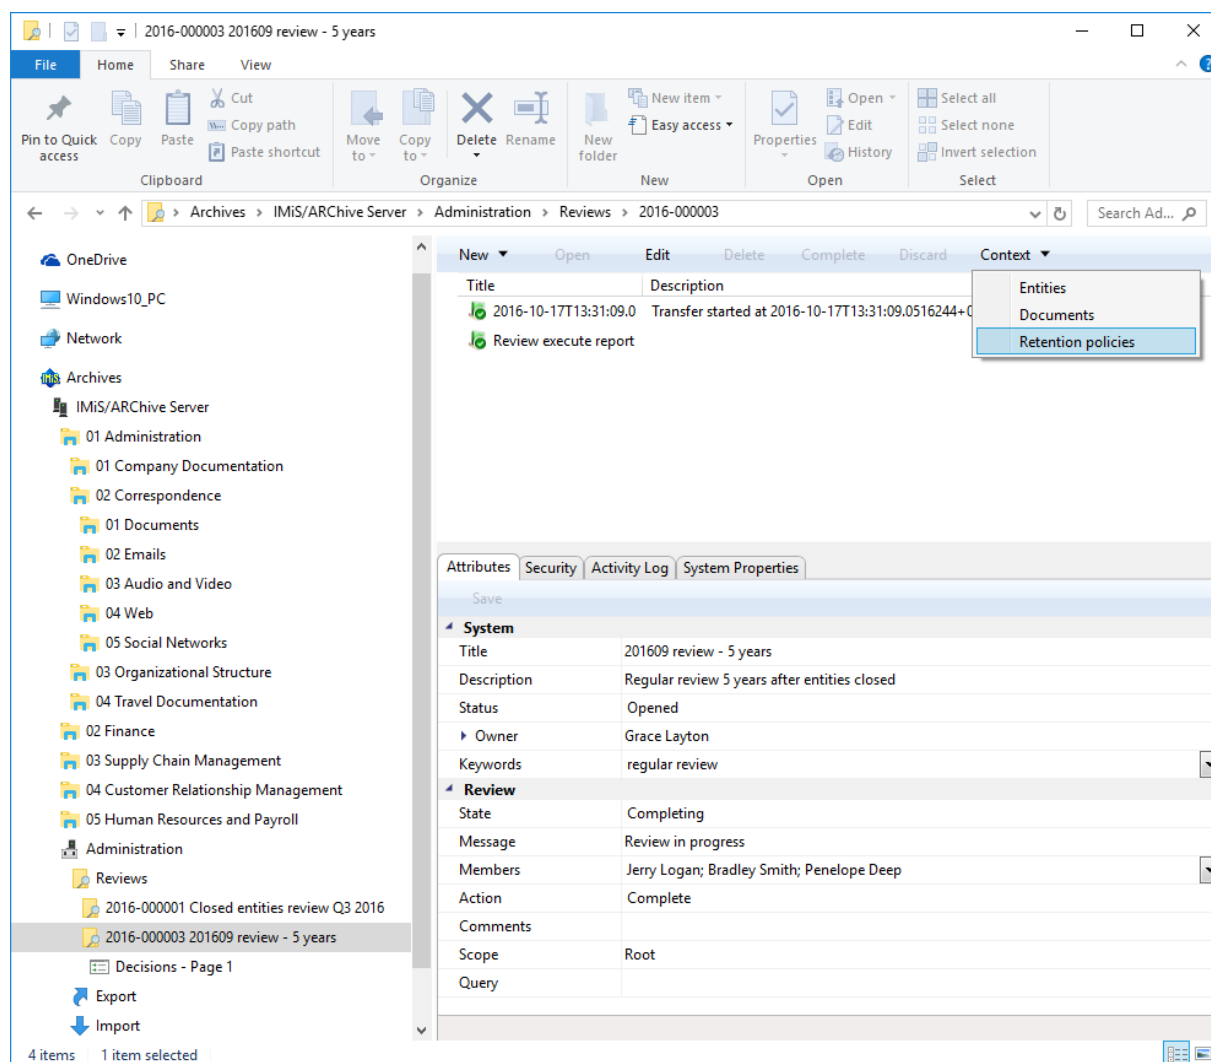 2016-000003 201609 review - 5 years
File Home Share View
Pin to Quick access
Copy
Paste
Cut
Copy path
Paste shortcut
Clipboard
Move to
Copy to
Delete
Rename
Organize
New folder
New item
Easy access
New
Properties
Open
Edit
History
Open
Select all
Select none
Invert selection
Select
Archives > IMiS/ARChive Server > Administration > Reviews > 2016-000003
Search Ad...
OneDrive
Windows10_PC
Network
Archives
IMiS/ARChive Server
01 Administration
01 Company Documentation
02 Correspondence
01 Documents
02 Emails
03 Audio and Video
04 Web
05 Social Networks
03 Organizational Structure
04 Travel Documentation
02 Finance
03 Supply Chain Management
04 Customer Relationship Management
05 Human Resources and Payroll
Administration
Reviews
2016-000001 Closed entities review Q3 2016
2016-000003 201609 review - 5 years
Decisions - Page 1
Export
Import
New Open Edit Delete Complete Discard Context
Title Description
2016-10-17T13:31:09.0 Transfer started at 2016-10-17T13:31:09.0516244+0
Review execute report
Entities
Documents
Retention policies
Attributes Security Activity Log System Properties
Save
System
Title 201609 review - 5 years
Description Regular review 5 years after entities closed
Status Opened
Owner Grace Layton
Keywords regular review
Review
State Completing
Message Review in progress
Members Jerry Logan; Bradley Smith; Penelope Deep
Action Complete
Comments
Scope Root
Query
4 items 1 item selected